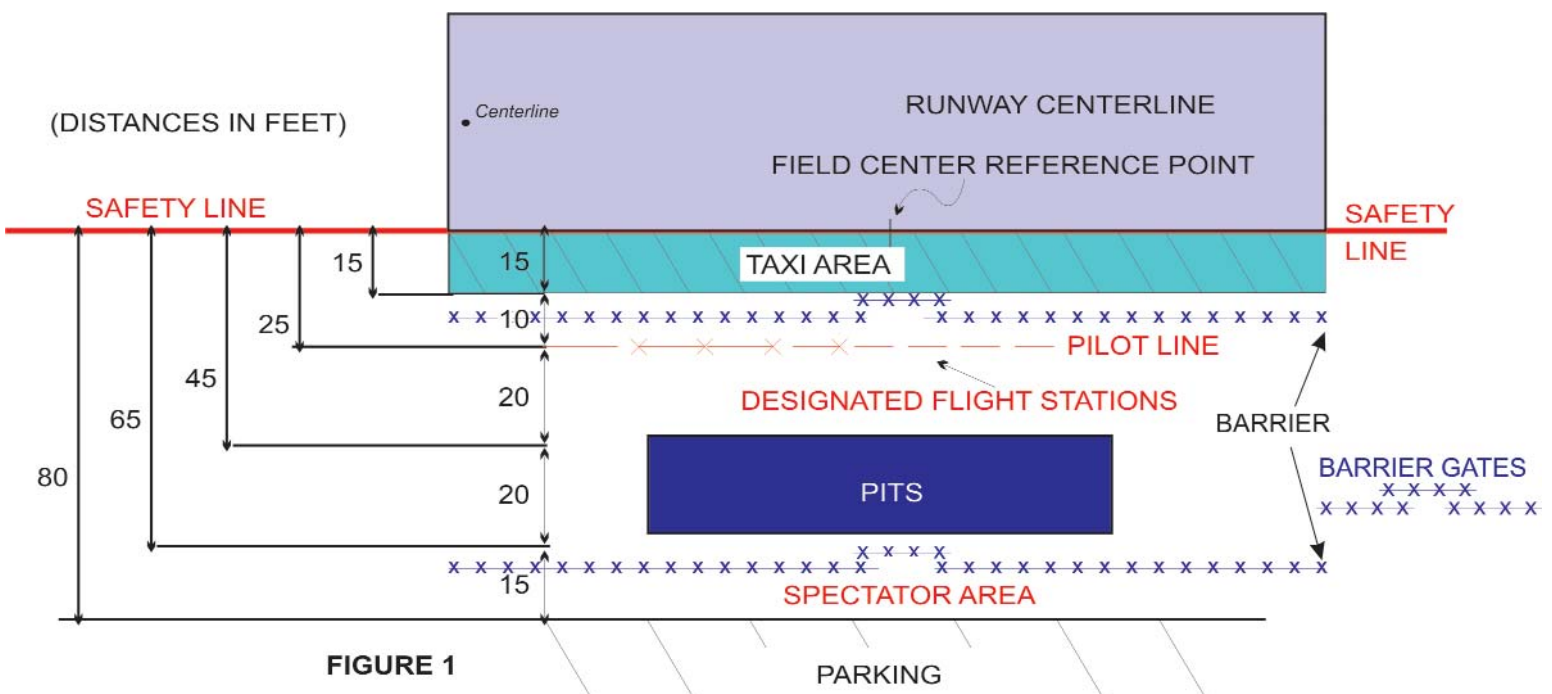 (DISTANCES IN FEET)
Centerline
RUNWAY CENTERLINE
FIELD CENTER REFERENCE POINT
SAFETY LINE
SAFETY
LINE
15
15
TAXI AREA
25
10
x x x x
x x x x x x x x x x x x x x x x x x x x x x x x x x x x x x
PILOT LINE
45
20
DESIGNATED FLIGHT STATIONS
65
BARRIER
80
20
PITS
BARRIER GATES
x x x x
x x x x x x x x
x x x x
x x x x x x x x x x x x x x x x x x x x x x x x x x x x x x
15
SPECTATOR AREA
FIGURE 1
PARKING